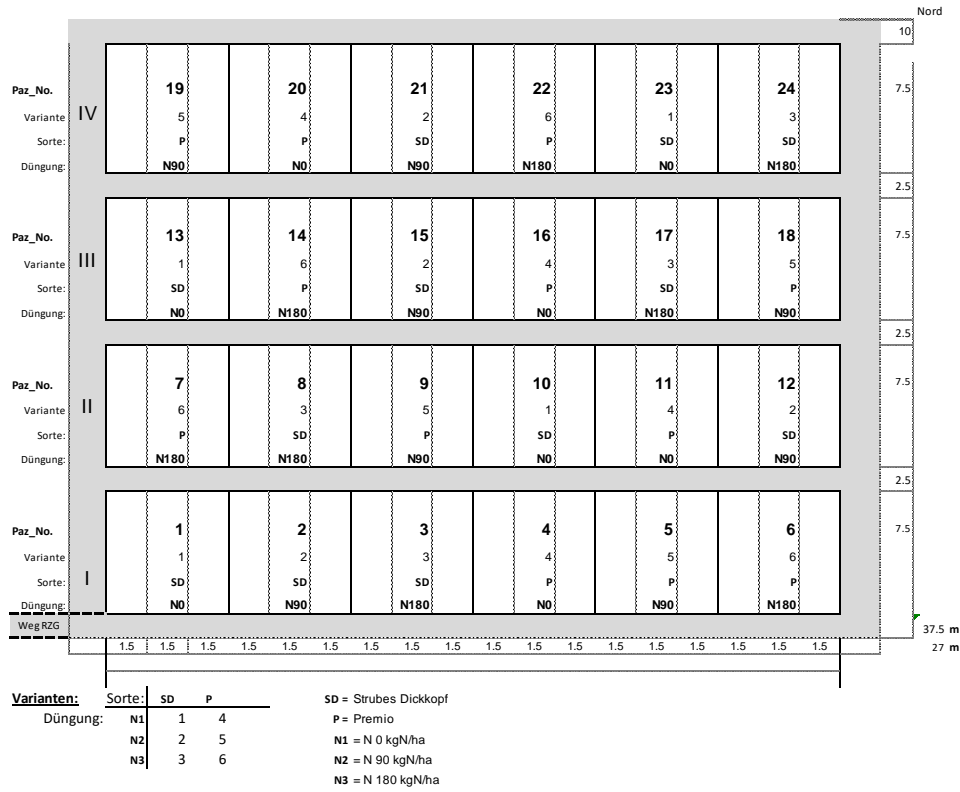 Nord
10
Paz_No. 19 20 21 22 23 24 7.5
IV
Variante 5 4 2 6 1 3
Sorte: P P SD P SD SD
Düngung: N90 N0 N90 N180 N0 N180
2.5
Paz_No. 13 14 15 16 17 18 7.5
III
Variante 1 6 2 4 3 5
Sorte: SD P SD P SD P
Düngung: N0 N180 N90 N0 N180 N90
2.5
Paz_No. 7 8 9 10 11 12 7.5
II
Variante 6 3 5 1 4 2
Sorte: P SD P SD P SD
Düngung: N180 N180 N90 N0 N0 N90
2.5
Paz_No. 1 2 3 4 5 6 7.5
Variante 1 2 3 4 5 6
I
Sorte: SD SD SD P P P
Düngung: N0 N90 N180 N0 N90 N180
Weg RZG 37.5 m
1.5 1.5 1.5 1.5 1.5 1.5 1.5 1.5 1.5 1.5 1.5 1.5 1.5 1.5 1.5 1.5 1.5 1.5 27 m
Varianten: Sorte: SD P SD = Strubes Dickkopf
Düngung: N1 1 4 P = Premio
N2 2 5 N1 = N 0 kgN/ha
N3 3 6 N2 = N 90 kgN/ha
N3 = N 180 kgN/ha